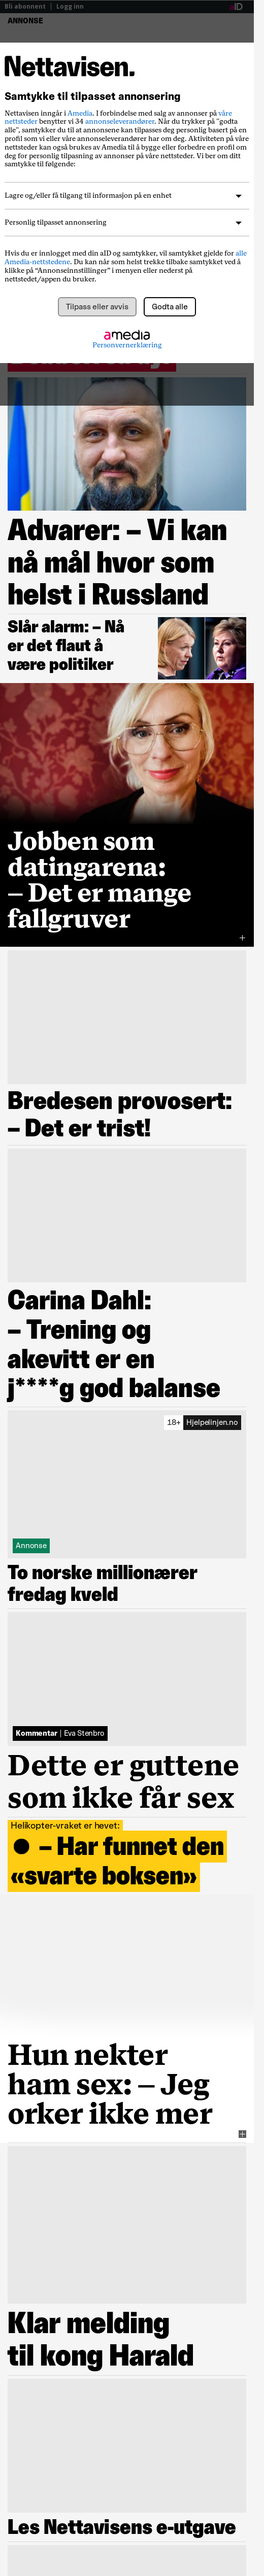 Bli abonnent | Logg inn
aID
ANNONSE
Nettavisen.
Samtykke til tilpasset annonsering
Nettavisen inngår i Amedia. I forbindelse med salg av annonser på våre
nettsteder benytter vi 34 annonseleverandører. Når du trykker på "godta
alle", samtykker du til at annonsene kan tilpasses deg personlig basert på en
profil som vi og/eller våre annonseleverandører har om deg. Aktiviteten på våre
nettsteder kan også brukes av Amedia til å bygge eller forbedre en profil om
deg for personlig tilpasning av annonser på våre nettsteder. Vi ber om ditt
samtykke til følgende:
Lagre og/eller få tilgang til informasjon på en enhet
Personlig tilpasset annonsering
Hvis du er innlogget med din aID og samtykker, vil samtykket gjelde for alle
Amedia-nettstedene. Du kan når som helst trekke tilbake samtykket ved å
klikke på “Annonseinnstillinger” i menyen eller nederst på
nettstedet/appen du bruker.
Tilpass eller avvis
Godta alle
amedia
Personvernerklæring
Advarer: – Vi kan
nå mål hvor som
helst i Russland
Slår alarm: – Nå
er det flaut å
være politiker
Jobben som
datingarena:
– Det er mange
fallgruver
Bredesen provosert:
– Det er trist!
Carina Dahl:
– Trening og
akevitt er en
j****g god balanse
18+ Hjelpelinjen.no
Annonse
To norske millionærer
fredag kveld
Kommentar | Eva Stenbro
Dette er guttene
som ikke får sex
Helikopter-vraket er hevet:
● – Har funnet den
«svarte boksen»
Hun nekter
ham sex: – Jeg
orker ikke mer
Klar melding
til kong Harald
Les Nettavisens e-utgave